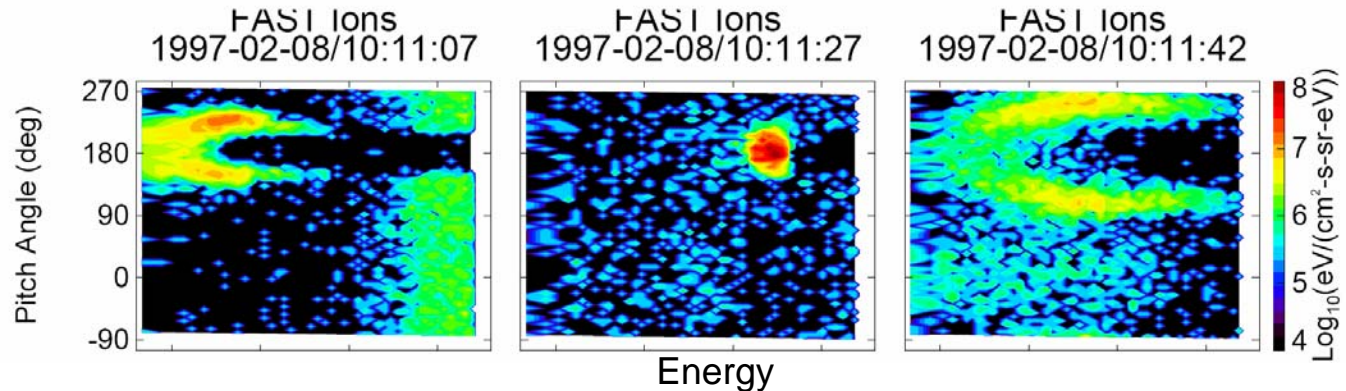 FAST Ions FAST Ions FAST Ions
1997-02-08/10:11:07 1997-02-08/10:11:27 1997-02-08/10:11:42
Pitch Angle (deg)
270
180
90
0
-90
8
7
6
5
4
Log10(eV/(cm2-s-sr-eV))
Energy